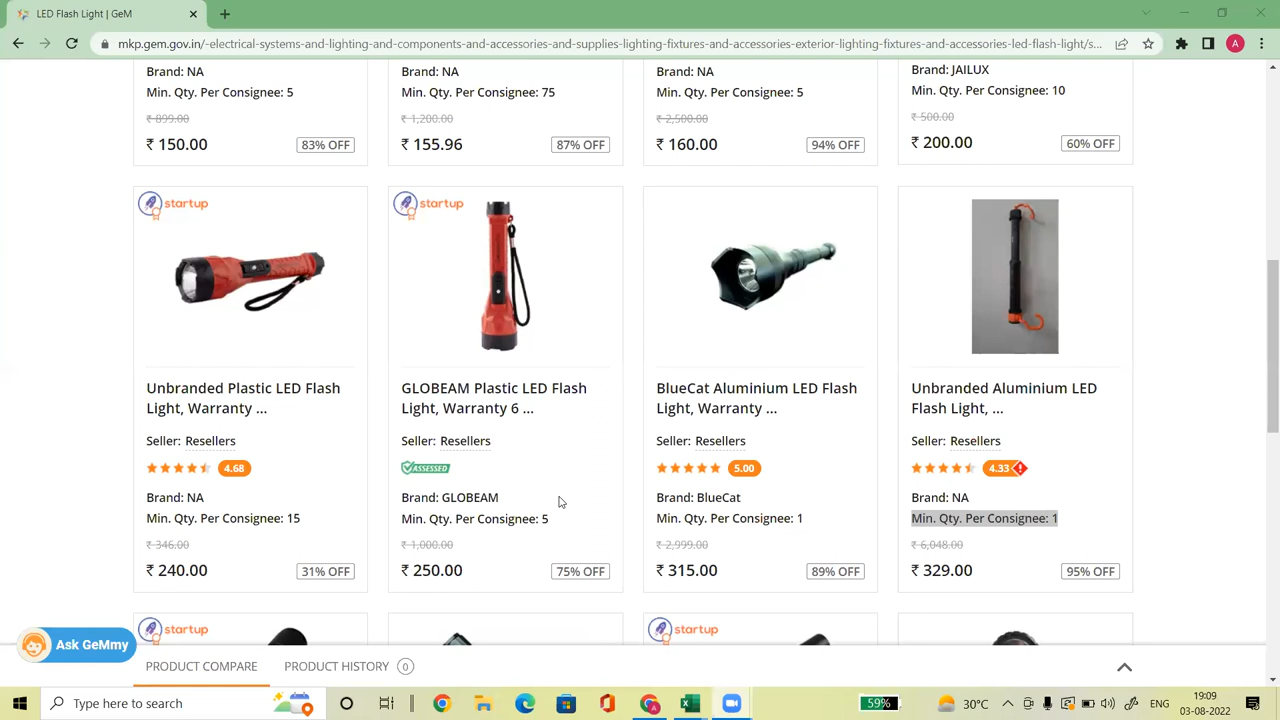 LED Flash Light | GeM
mkp.gem.gov.in/-electrical-systems-and-lighting-and-components-and-accessories-and-supplies-lighting-fixtures-and-accessories-exterior-lighting-fixtures-and-accessories-led-flash-light/s...
A
Brand: NA
Min. Qty. Per Consignee: 5
₹ 899.00
₹ 150.00
83% OFF
Brand: NA
Min. Qty. Per Consignee: 75
₹ 1,200.00
₹ 155.96
87% OFF
Brand: NA
Min. Qty. Per Consignee: 5
₹ 2,500.00
₹ 160.00
94% OFF
Brand: JAILUX
Min. Qty. Per Consignee: 10
₹ 500.00
₹ 200.00
60% OFF
startup
Unbranded Plastic LED Flash
Light, Warranty ...
Seller: Resellers
4.68
Brand: NA
Min. Qty. Per Consignee: 15
₹ 346.00
₹ 240.00
31% OFF
startup
GLOBEAM Plastic LED Flash
Light, Warranty 6 ...
Seller: Resellers
ASSESSED
Brand: GLOBEAM
Min. Qty. Per Consignee: 5
₹ 1,000.00
₹ 250.00
75% OFF
BlueCat Aluminium LED Flash
Light, Warranty ...
Seller: Resellers
5.00
Brand: BlueCat
Min. Qty. Per Consignee: 1
₹ 2,999.00
₹ 315.00
89% OFF
Unbranded Aluminium LED
Flash Light, ...
Seller: Resellers
4.33
Brand: NA
Min. Qty. Per Consignee: 1
₹ 6,048.00
₹ 329.00
95% OFF
startup
startup
Ask GeMmy
PRODUCT COMPARE
PRODUCT HISTORY 0
Type here to search
59%
30°C
ENG
19:09
03-08-2022